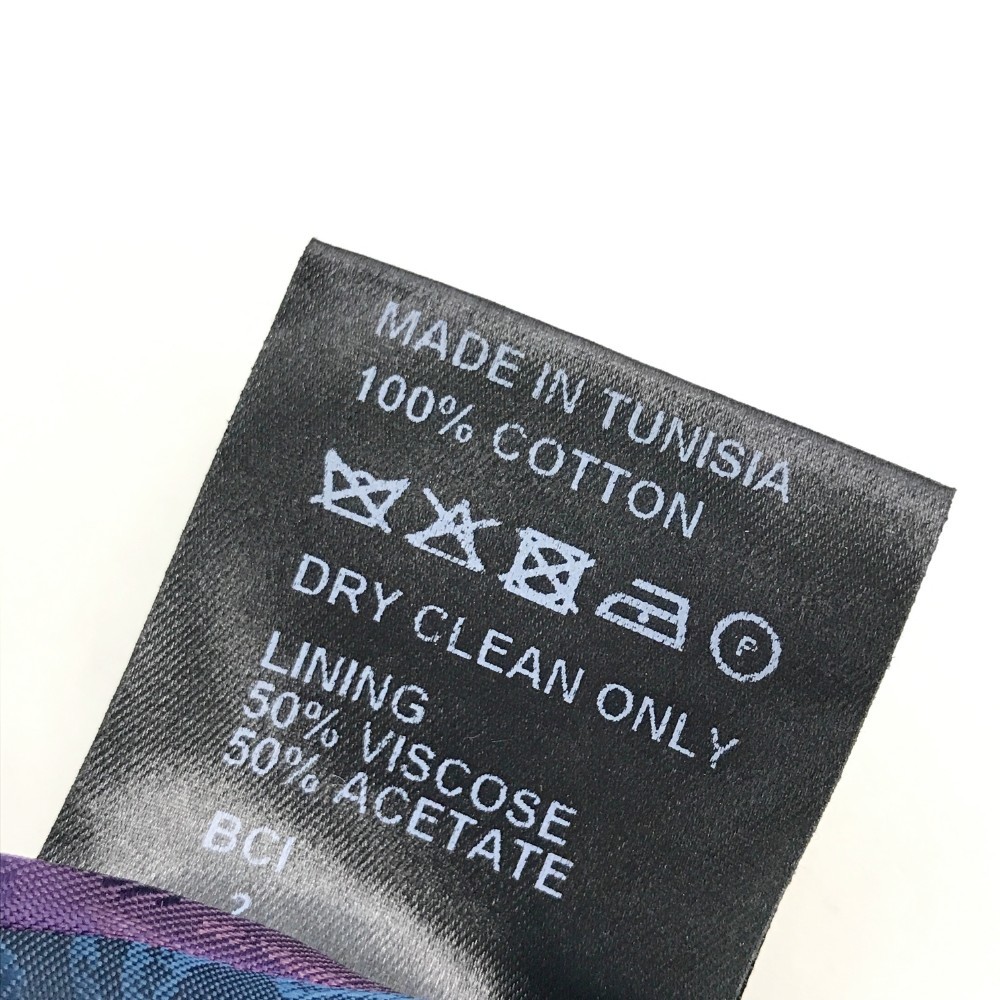 MADE IN TUNISIA
100% COTTON
P
DRY CLEAN ONLY
LINING
50% VISCOSE
50% ACETATE
BCI